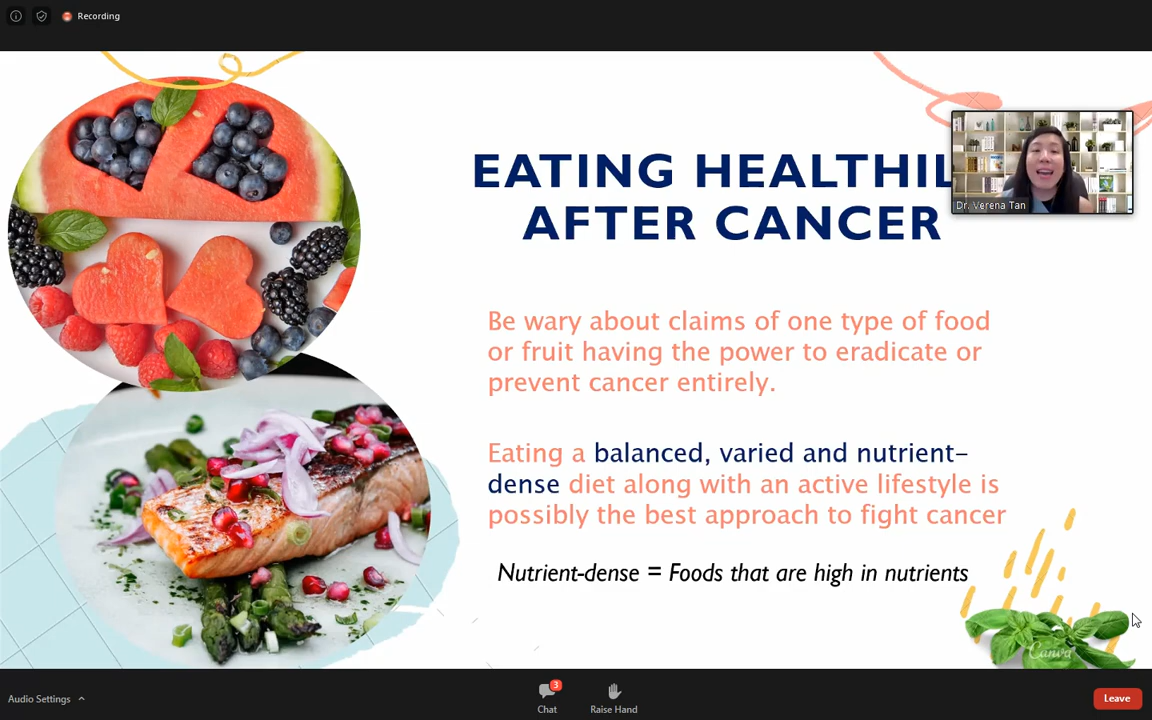 Recording
EATING HEALTHIL
AFTER CANCER
Dr. Verena Tan
Be wary about claims of one type of food
or fruit having the power to eradicate or
prevent cancer entirely.
Eating a balanced, varied and nutrient-
dense diet along with an active lifestyle is
possibly the best approach to fight cancer
Nutrient-dense = Foods that are high in nutrients
Canva
Audio Settings
3
Chat
Raise Hand
Leave